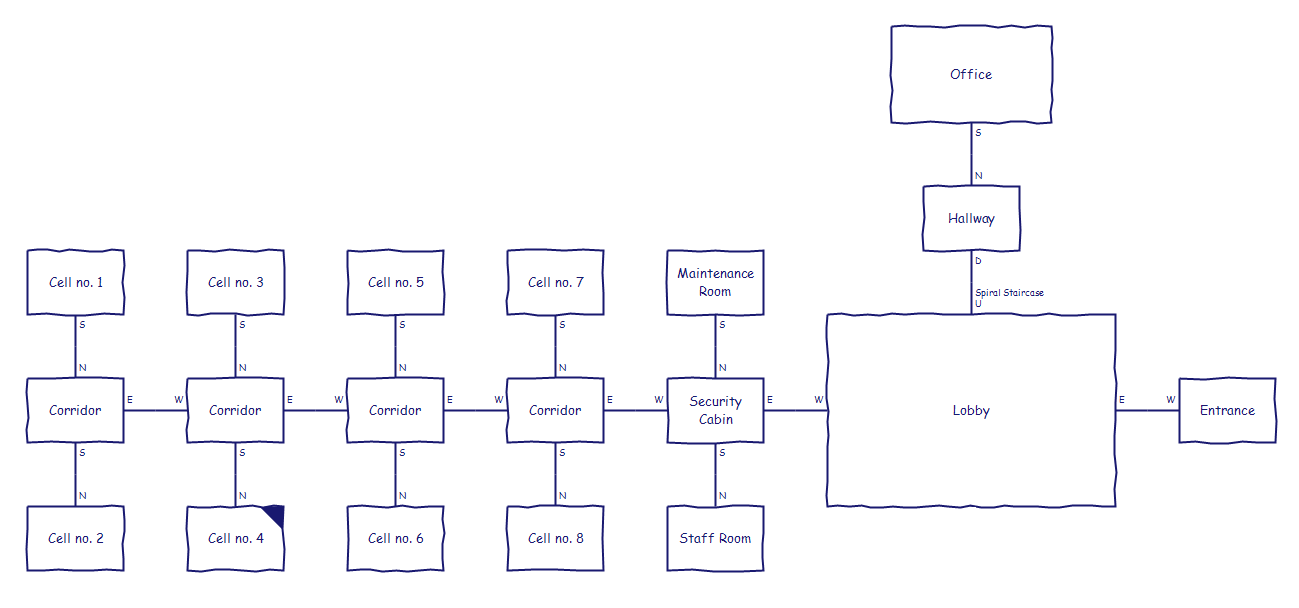 Office
S
N
Hallway
D
Spiral Staircase
U
Cell no. 1
Cell no. 3
Cell no. 5
Cell no. 7
Maintenance
Room
S
S
S
S
S
N
N
N
N
N
Corridor
E
W
Corridor
E
W
Corridor
E
W
Corridor
E
W
Security
Cabin
E
W
Lobby
E
W
Entrance
S
S
S
S
S
N
N
N
N
N
Cell no. 2
Cell no. 4
Cell no. 6
Cell no. 8
Staff Room